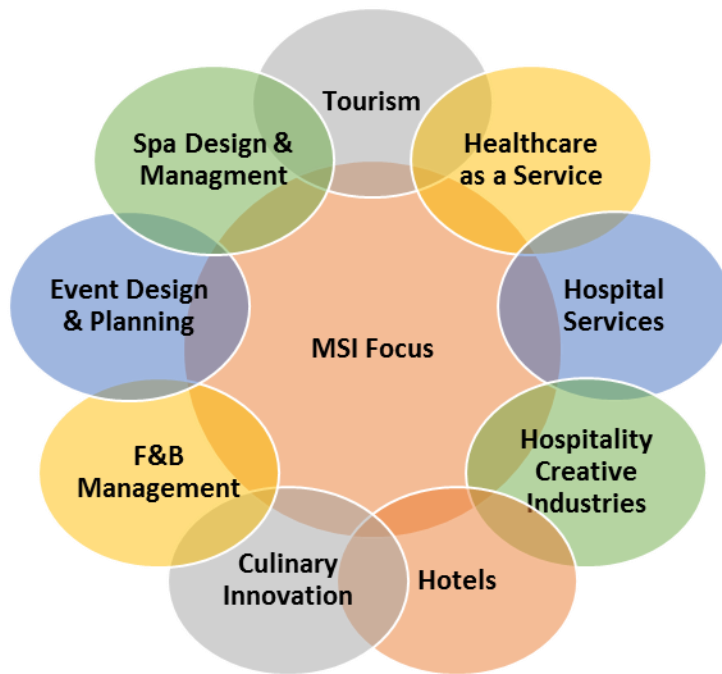 Tourism
Healthcare
as a Service
Hospital
Services
Hospitality
Creative
Industries
Hotels
Culinary
Innovation
F&B
Management
Event Design
& Planning
Spa Design &
Managment
MSI Focus